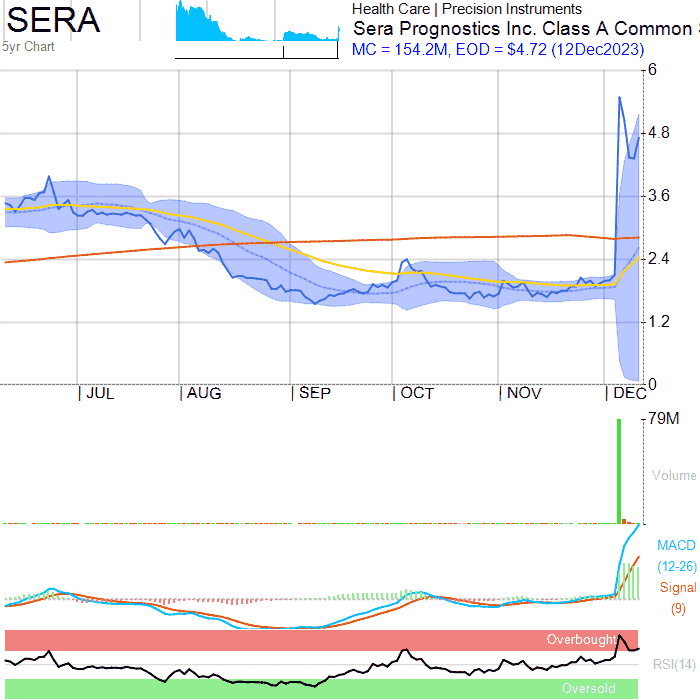 SERA
5yr Chart
Health Care | Precision Instruments
Sera Prognostics Inc. Class A Common
MC = 154.2M, EOD = $4.72 (12Dec2023)
6
4.8
3.6
2.4
1.2
0
| JUL | AUG | SEP | OCT | NOV | DEC
79M
Volume
MACD
(12-26)
Signal
(9)
Overbought
RSI(14)
Oversold